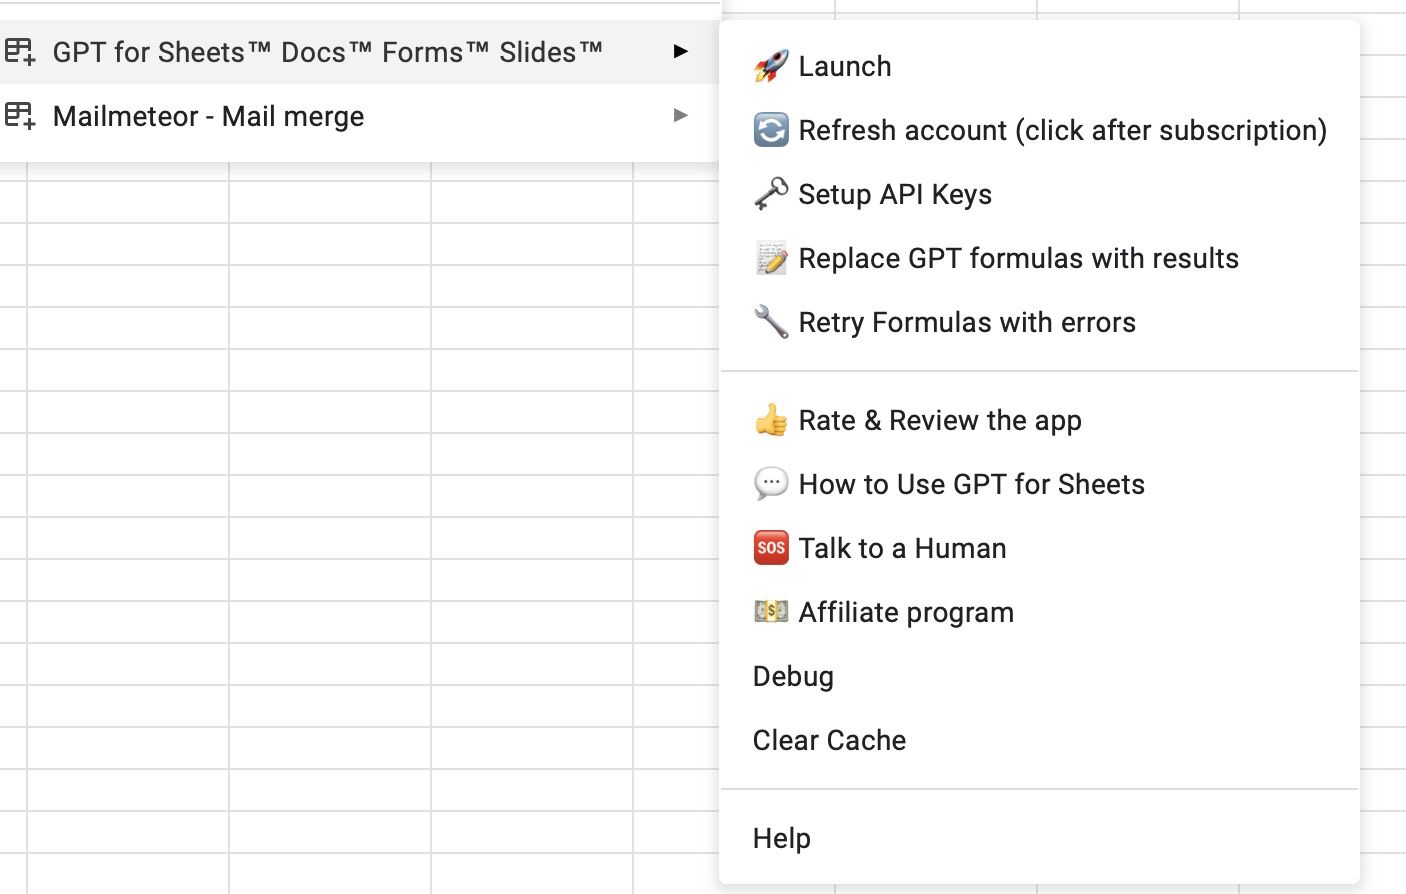 GPT for Sheets™ Docs™ Forms™ Slides™
Mailmeteor - Mail merge
Launch
Refresh account (click after subscription)
Setup API Keys
Replace GPT formulas with results
Retry Formulas with errors
Rate & Review the app
How to Use GPT for Sheets
SOS Talk to a Human
Affiliate program
Debug
Clear Cache
Help